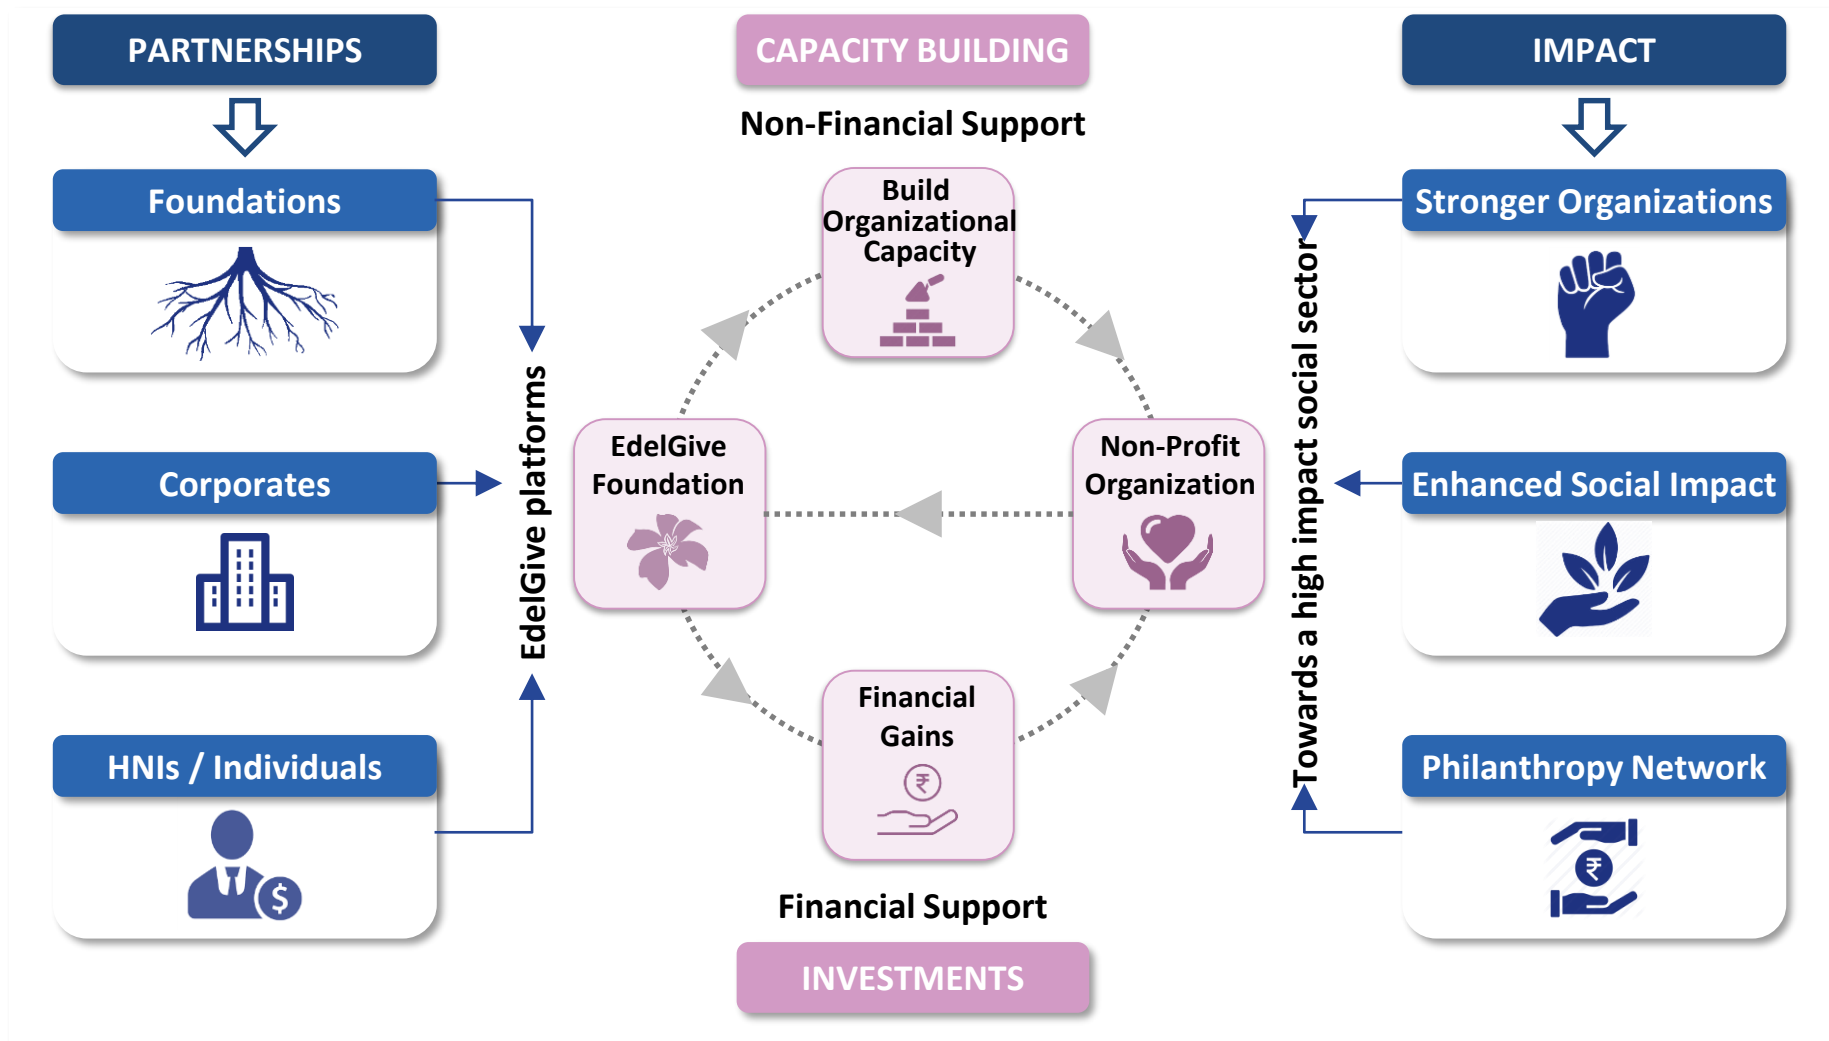 PARTNERSHIPS
Foundations
Corporates
HNIs / Individuals
$
EdelGive platforms
CAPACITY BUILDING
Non-Financial Support
Build
Organizational
Capacity
EdelGive
Foundation
Non-Profit
Organization
Financial
Gains
₹
Financial Support
INVESTMENTS
Towards a high impact social sector
IMPACT
Stronger Organizations
Enhanced Social Impact
Philanthropy Network
₹